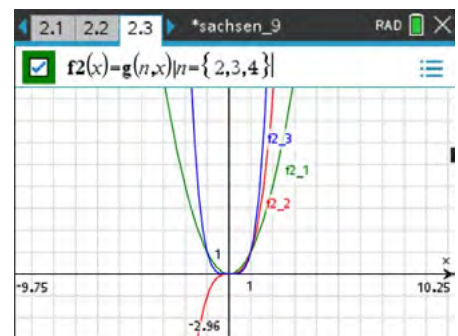 2.1 2.2 2.3 *sachsen_9 RAD
f2(x)=g(n,x)|n={2,3,4}
f2_3
f2_1
f2_2
1
x
-9.75 1 10.25
-2.96